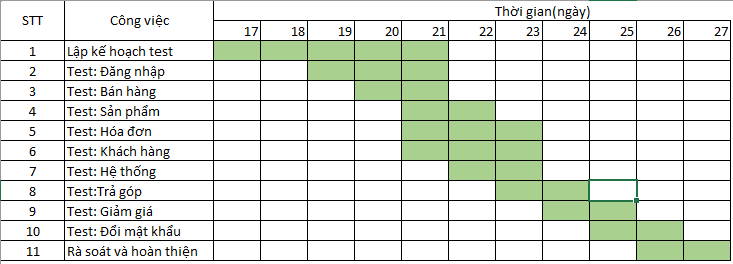 STT Công việc Thời gian(ngày)
17 18 19 20 21 22 23 24 25 26 27
1 Lập kế hoạch test
2 Test: Đăng nhập
3 Test: Bán hàng
4 Test: Sản phẩm
5 Test: Hóa đơn
6 Test: Khách hàng
7 Test: Hệ thống
8 Test:Trả góp
9 Test: Giảm giá
10 Test: Đổi mật khẩu
11 Rà soát và hoàn thiện